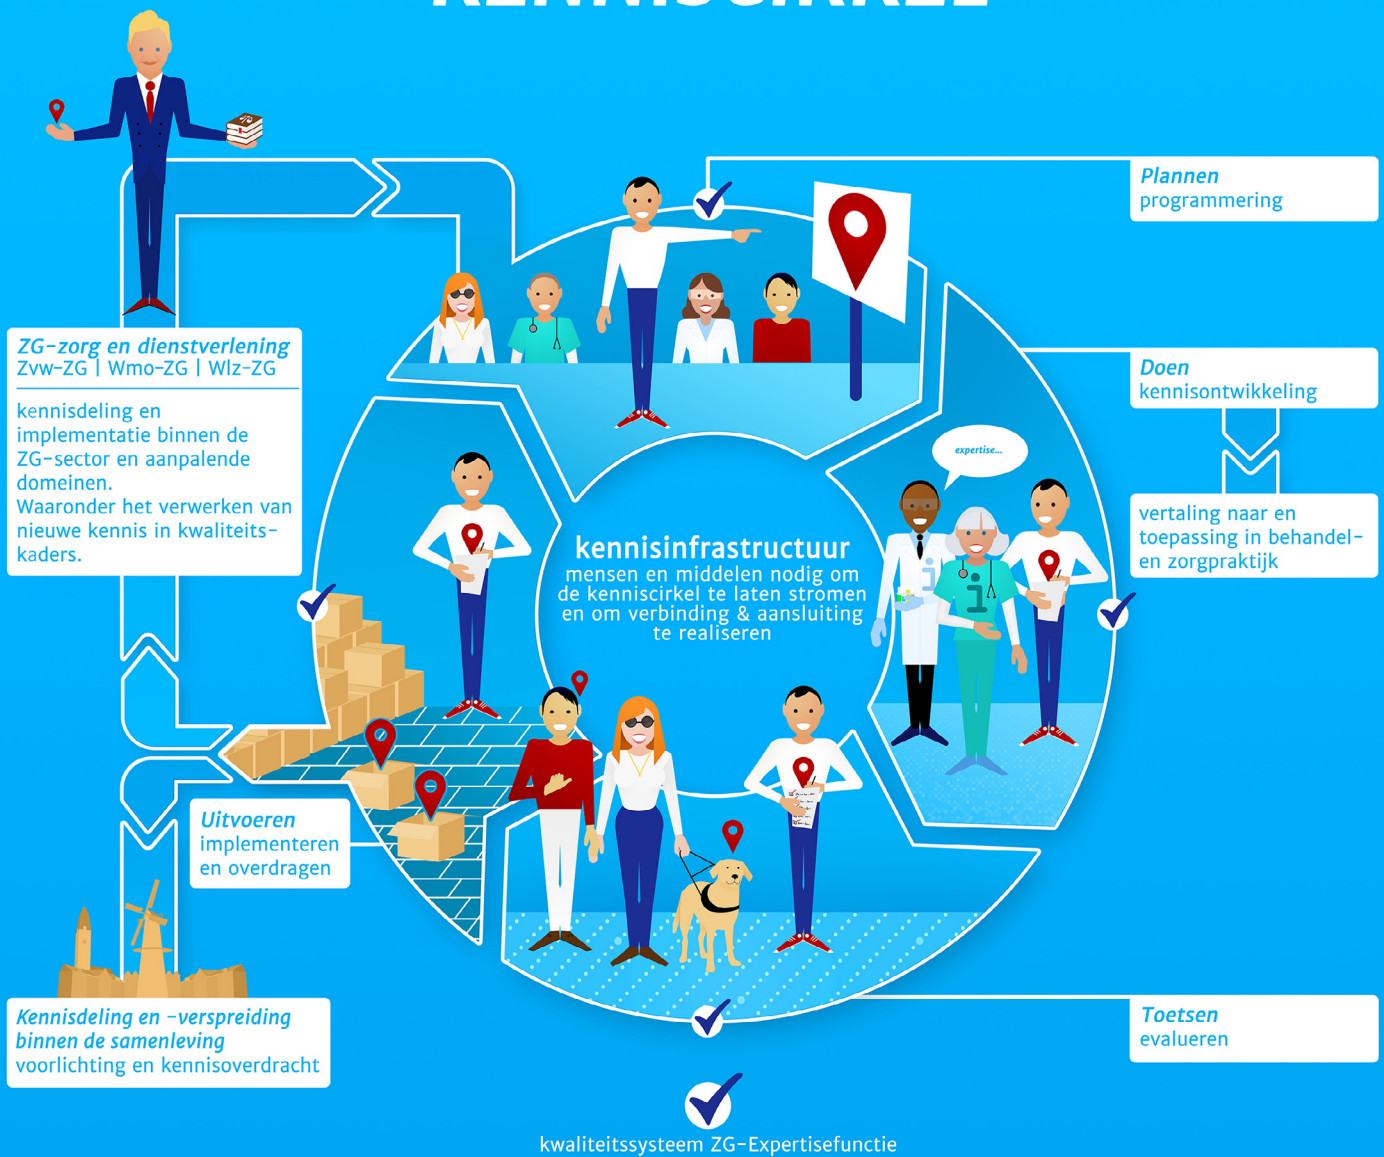 KENNISCIRKEL
Plannen
programmering
ZG-zorg en dienstverlening
Zvw-ZG | Wmo-ZG | Wlz-ZG
kennisdeling en
implementatie binnen de
ZG-sector en aanpalende
domeinen.
Waaronder het verwerken van
nieuwe kennis in kwaliteits-
kaders.
Doen
kennisontwikkeling
expertise...
vertaling naar en
toepassing in behandel-
en zorgpraktijk
kennisinfrastructuur
mensen en middelen nodig om
de kenniscirkel te laten stromen
en om verbinding & aansluiting
te realiseren
i
i
Uitvoeren
implementeren
en overdragen
Kennisdeling en -verspreiding
binnen de samenleving
voorlichting en kennisoverdracht
Toetsen
evalueren
kwaliteitssysteem ZG-Expertisefunctie